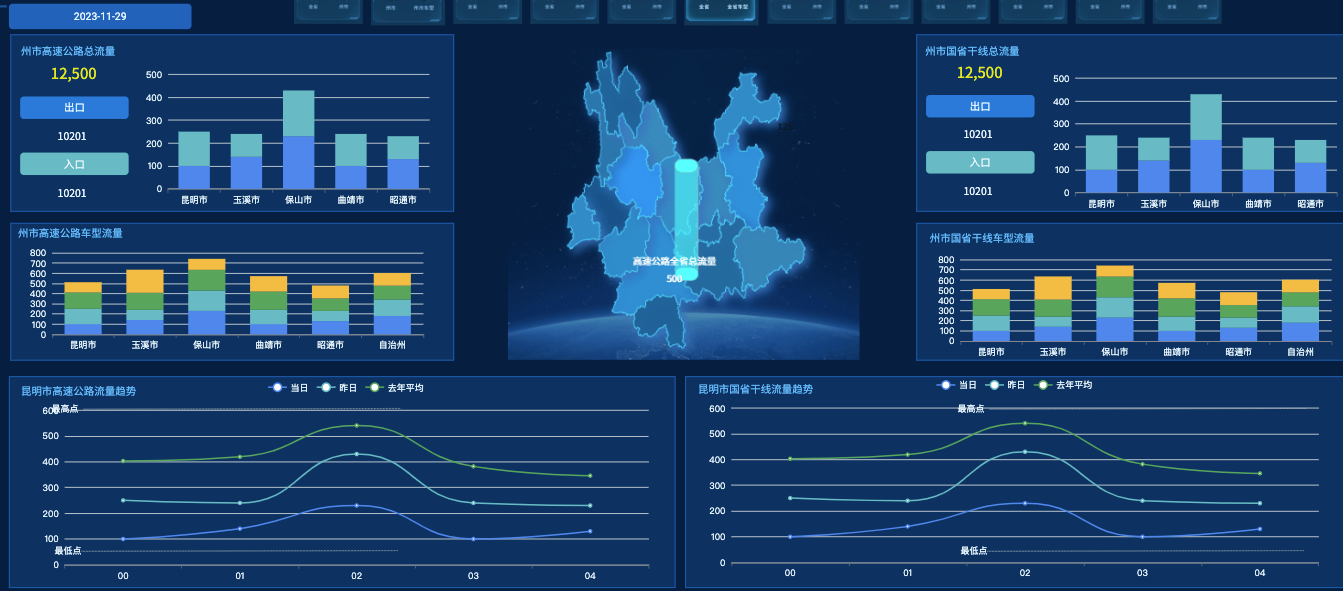 2023-11-29
全省 州市
州市 州市车型
全省 州市
全省 州市
全省 州市
全省 全省车型
全省 州市
全省 州市
全省 州市
全省 州市
全省 州市
全省 州市
州市高速公路总流量
12,500
出口
10201
入口
10201
500
400
300
200
100
0
昆明市 玉溪市 保山市 曲靖市 昭通市
州市高速公路车型流量
800
700
600
500
400
300
200
100
0
昆明市 玉溪市 保山市 曲靖市 昭通市 自治州
高速公路全省总流量
500
州市国省干线总流量
12,500
出口
10201
入口
10201
500
400
300
200
100
0
昆明市 玉溪市 保山市 曲靖市 昭通市
州市国省干线车型流量
800
700
600
500
400
300
200
100
0
昆明市 玉溪市 保山市 曲靖市 昭通市 自治州
昆明市高速公路流量趋势
当日 昨日 去年平均
600
最高点
500
400
300
200
100
最低点
0
00 01 02 03 04
昆明市国省干线流量趋势
当日 昨日 去年平均
600
最高点
500
400
300
200
100
最低点
0
00 01 02 03 04